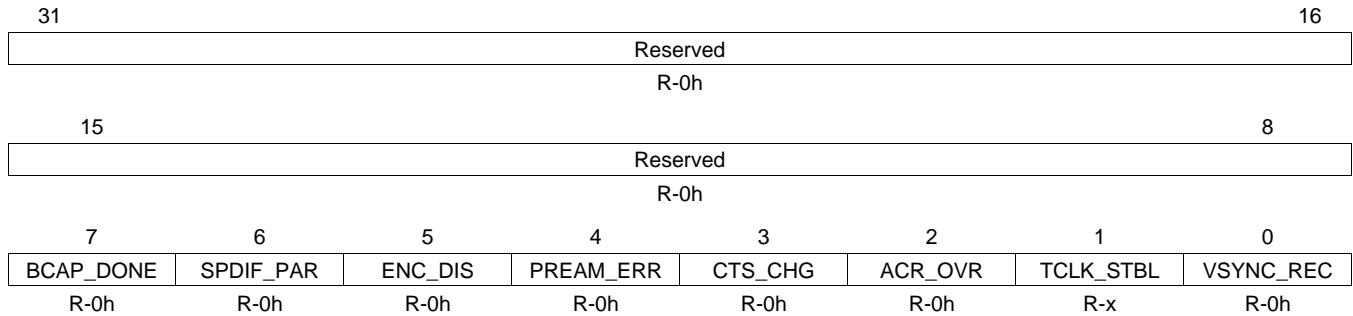 31 16
Reserved
R-0h
15 8
Reserved
R-0h
7 6 5 4 3 2 1 0
BCAP_DONE SPDIF_PAR ENC_DIS PREAM_ERR CTS_CHG ACR_OVR TCLK_STBL VSYNC_REC
R-0h R-0h R-0h R-0h R-0h R-0h R-x R-0h